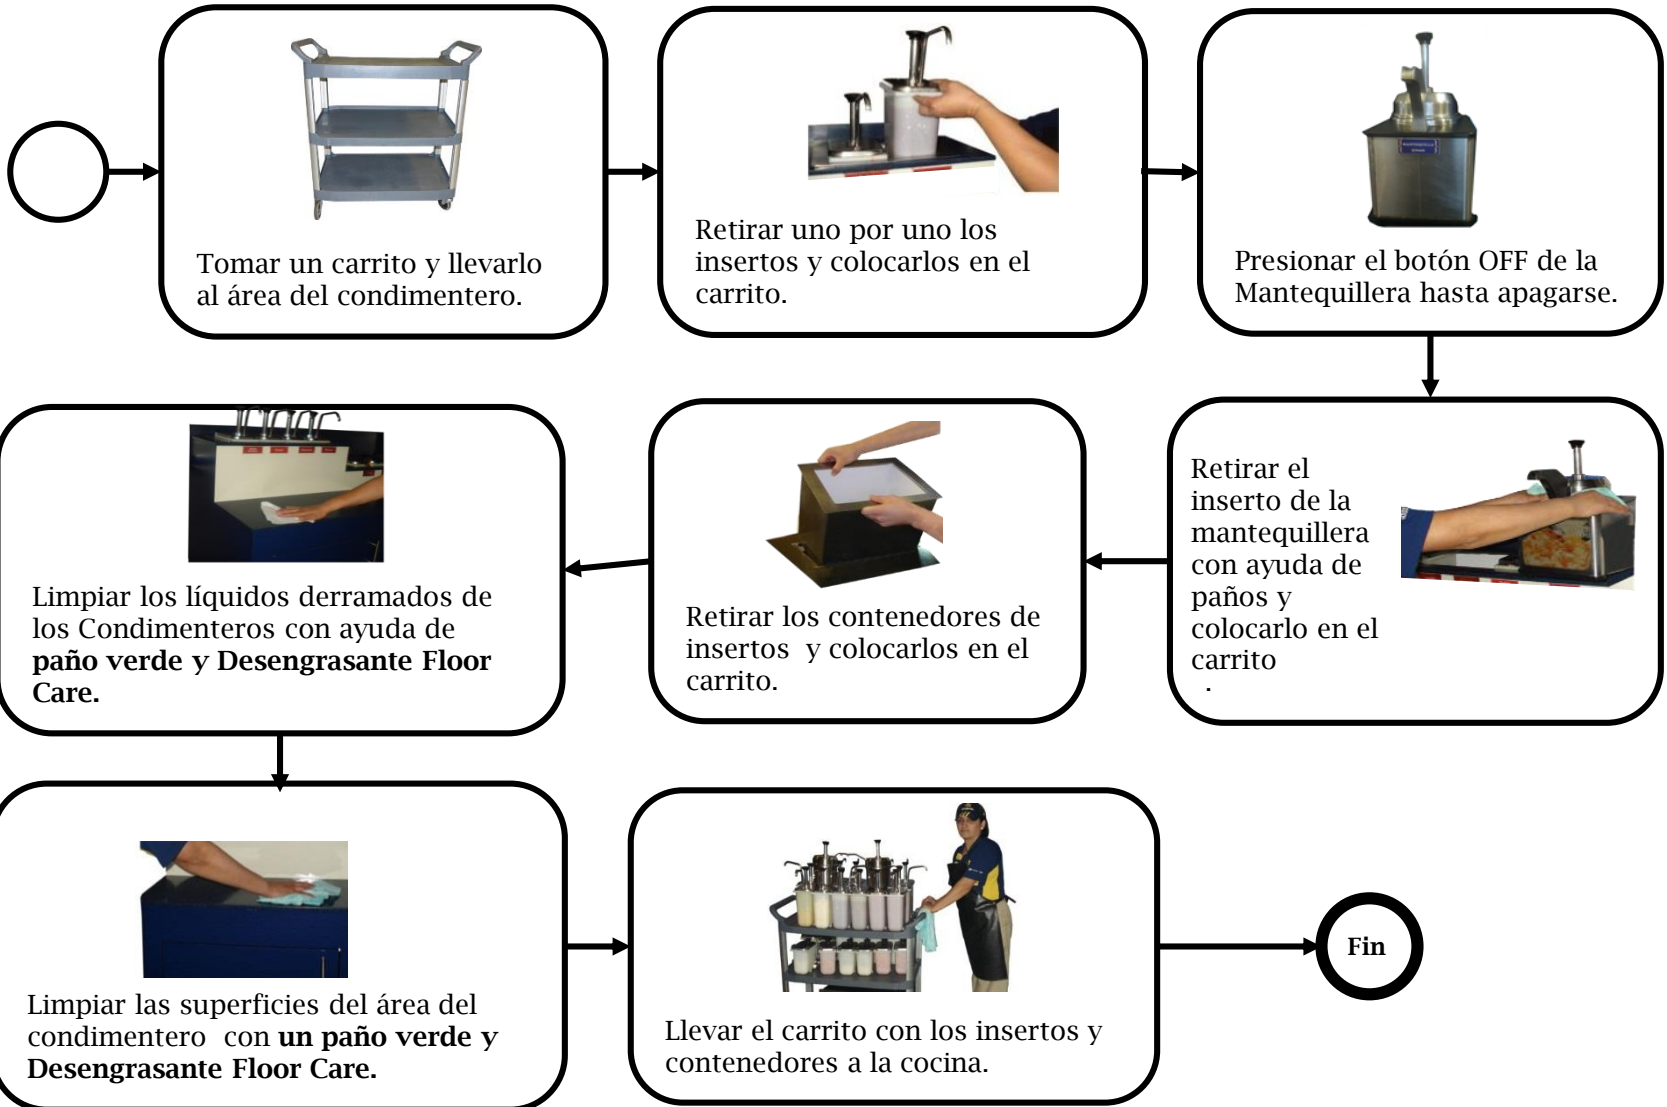 Tomar un carrito y llevarlo
al área del condimentero.
Retirar uno por uno los
insertos y colocarlos en el
carrito.
Presionar el botón OFF de la
Mantequillera hasta apagarse.
Retirar el
inserto de la
mantequillera
con ayuda de
paños y
colocarlo en el
carrito
.
Retirar los contenedores de
insertos y colocarlos en el
carrito.
Limpiar los líquidos derramados de
los Condimenteros con ayuda de
paño verde y Desengrasante Floor
Care.
Limpiar las superficies del área del
condimentero con un paño verde y
Desengrasante Floor Care.
Llevar el carrito con los insertos y
contenedores a la cocina.
Fin